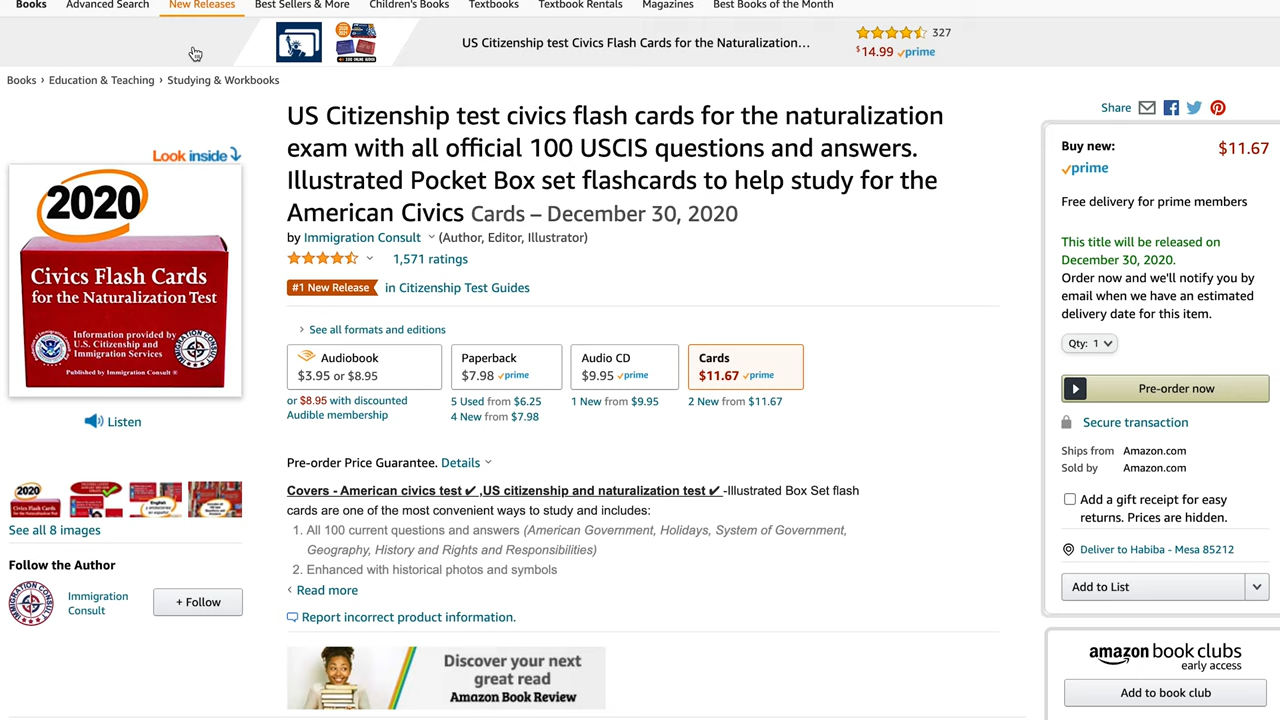 Books Advanced Search New Releases Best Sellers & More Children's Books Textbooks Textbook Rentals Magazines Best Books of the Month
US Citizenship test Civics Flash Cards for the Naturalization...
327
$14.99 prime
Books › Education & Teaching › Studying & Workbooks
Look inside
2020
Civics Flash Cards
for the Naturalization Test
Information provided by
U.S. Citizenship and
Immigration Services
Published by Immigration Consult ®
Listen
See all 8 images
Follow the Author
Immigration
Consult
+ Follow
US Citizenship test civics flash cards for the naturalization
exam with all official 100 USCIS questions and answers.
Illustrated Pocket Box set flashcards to help study for the
American Civics Cards – December 30, 2020
by Immigration Consult (Author, Editor, Illustrator)
1,571 ratings
#1 New Release in Citizenship Test Guides
› See all formats and editions
Audiobook
$3.95 or $8.95
or $8.95 with discounted
Audible membership
Paperback
$7.98 prime
5 Used from $6.25
4 New from $7.98
Audio CD
$9.95 prime
1 New from $9.95
Cards
$11.67 prime
2 New from $11.67
Pre-order Price Guarantee. Details
Covers - American civics test ✔ ,US citizenship and naturalization test ✔ -Illustrated Box Set flash
cards are one of the most convenient ways to study and includes:
1. All 100 current questions and answers (American Government, Holidays, System of Government,
Geography, History and Rights and Responsibilities)
2. Enhanced with historical photos and symbols
‹ Read more
Report incorrect product information.
Discover your next
great read
Amazon Book Review
Share
Buy new: $11.67
prime
Free delivery for prime members
This title will be released on
December 30, 2020.
Order now and we'll notify you by
email when we have an estimated
delivery date for this item.
Qty: 1
Pre-order now
Secure transaction
Ships from Amazon.com
Sold by Amazon.com
Add a gift receipt for easy
returns. Prices are hidden.
Deliver to Habiba - Mesa 85212
Add to List
amazon book clubs
early access
Add to book club